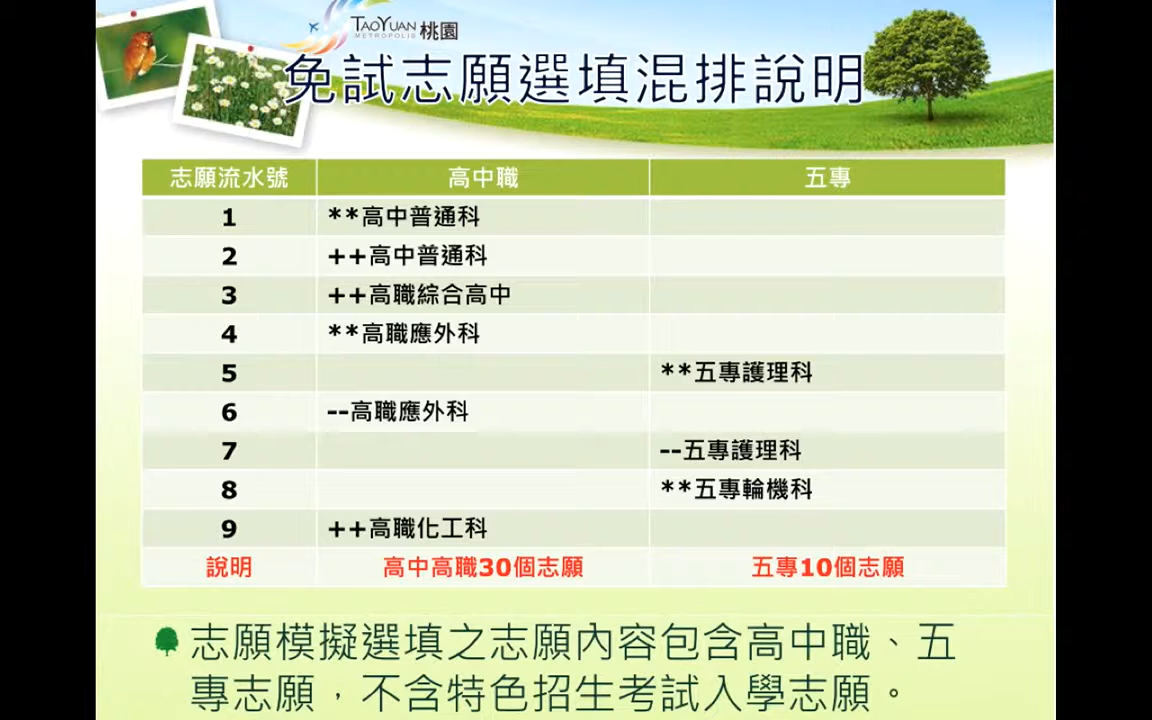 TAOYUAN 桃園
METROPOLIS
免試志願選填混排說明
志願流水號 高中職 五專
1 **高中普通科
2 ++高中普通科
3 ++高職綜合高中
4 **高職應外科
5 **五專護理科
6 --高職應外科
7 --五專護理科
8 **五專輪機科
9 ++高職化工科
說明 高中高職30個志願 五專10個志願
志願模擬選填之志願內容包含高中職、五
專志願，不含特色招生考試入學志願。